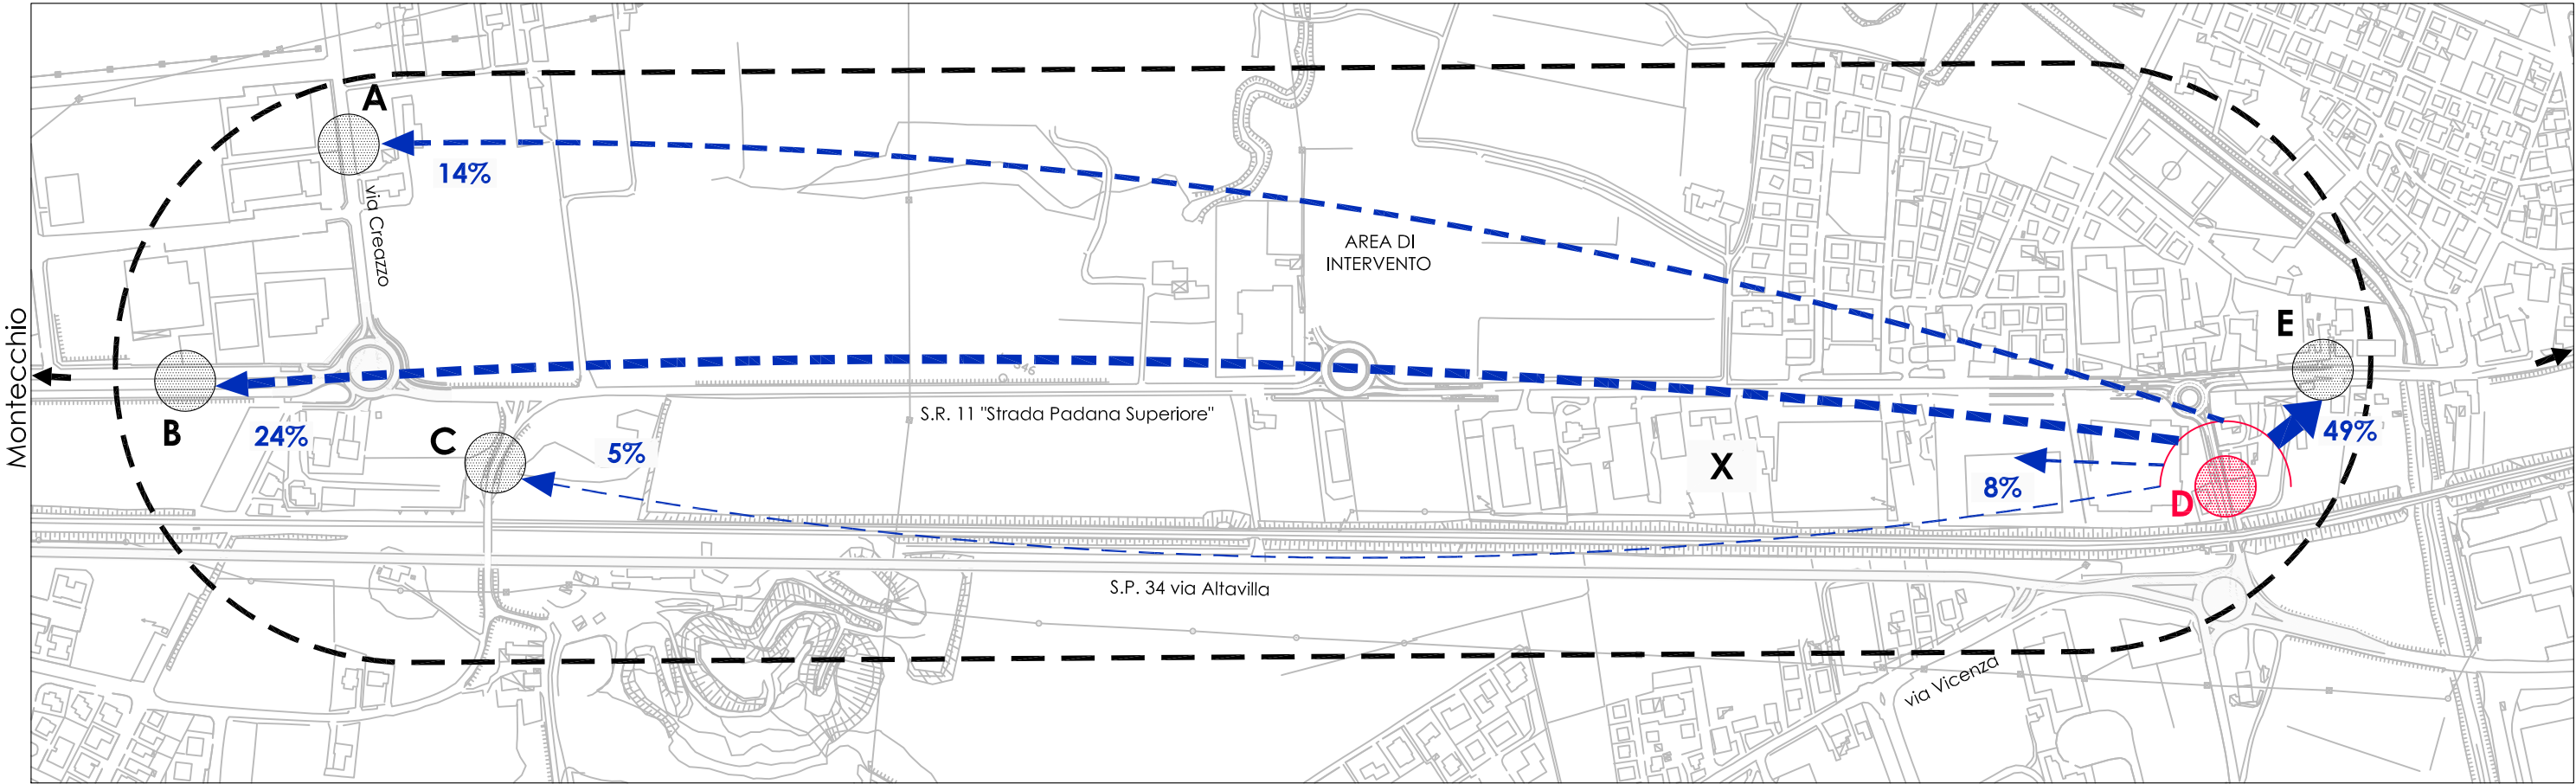 A
14%
via Creazzo
AREA DI
INTERVENTO
Montecchio
E
346
B
24%
C
5%
S.R. 11 "Strada Padana Superiore"
X
8%
49%
D
S.P. 34 via Altavilla
via Vicenza